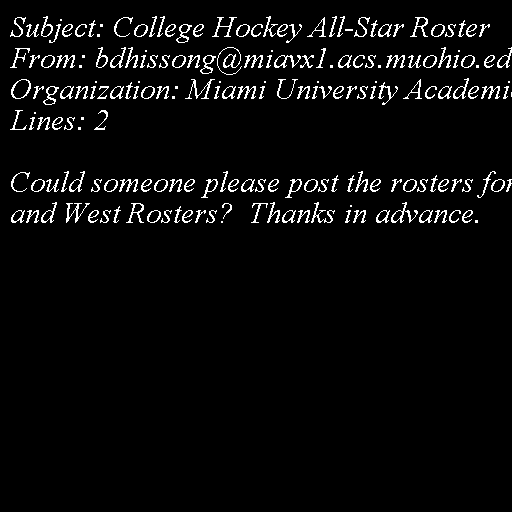 Subject: College Hockey All-Star Roster
From: bdhissong@miavx1.acs.muohio.ed
Organization: Miami University Academi
Lines: 2

Could someone please post the rosters for
and West Rosters?  Thanks in advance.